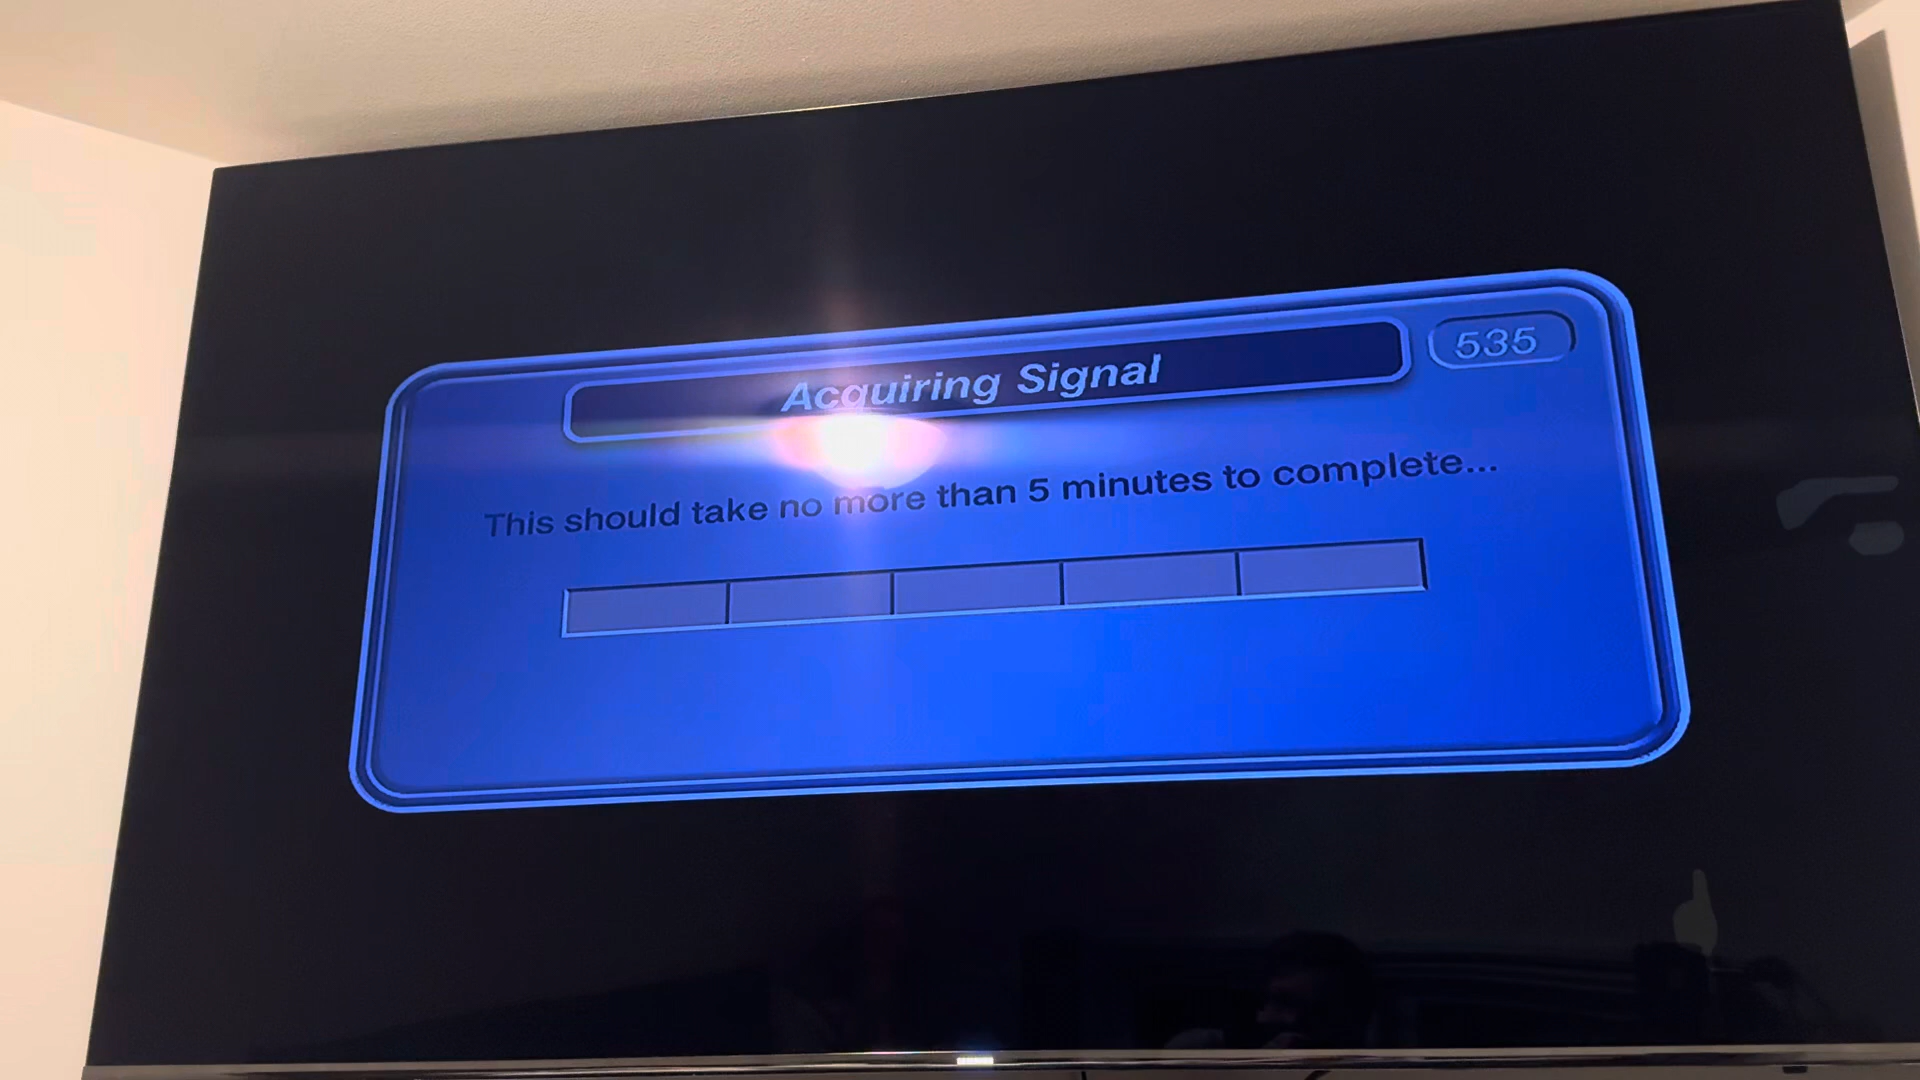 Acquiring Signal
535
This should take no more than 5 minutes to complete...